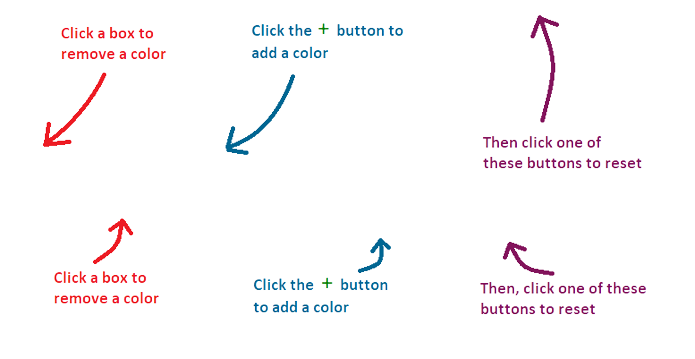 Click a box to
remove a color
Click the + button to
add a color
Then click one of
these buttons to reset
Click a box to
remove a color
Click the + button
to add a color
Then, click one of these
buttons to reset